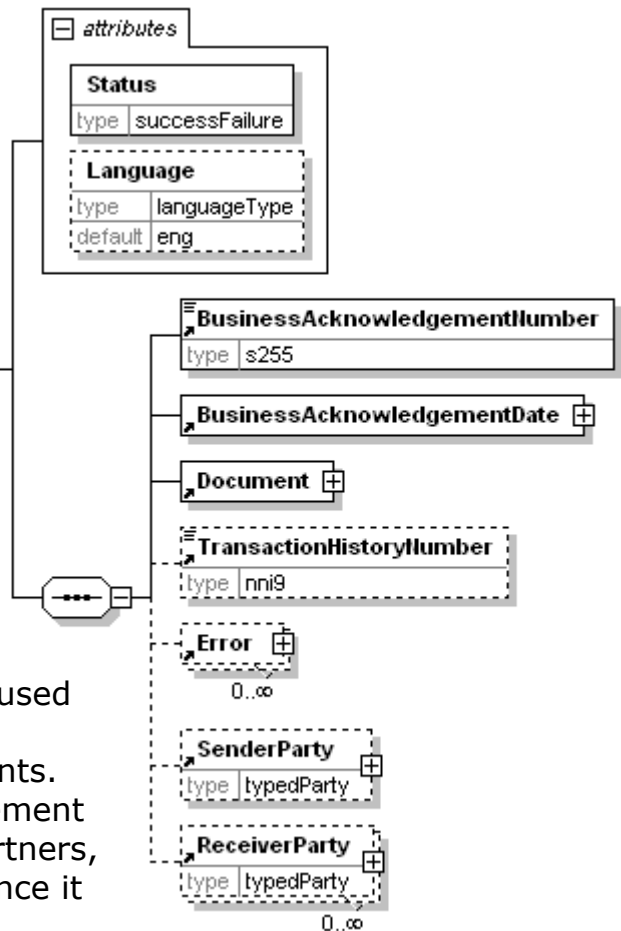 attributes
Status
type successFailure
Language
type languageType
default eng
BusinessAcknowledgementNumber
type s255
BusinessAcknowledgementDate
Document
TransactionHistoryNumber
type nni9
Error
0..∞
used
SenderParty
nts.
type typedParty
ement
rtners,
ReceiverParty
type typedParty
nce it
0..∞